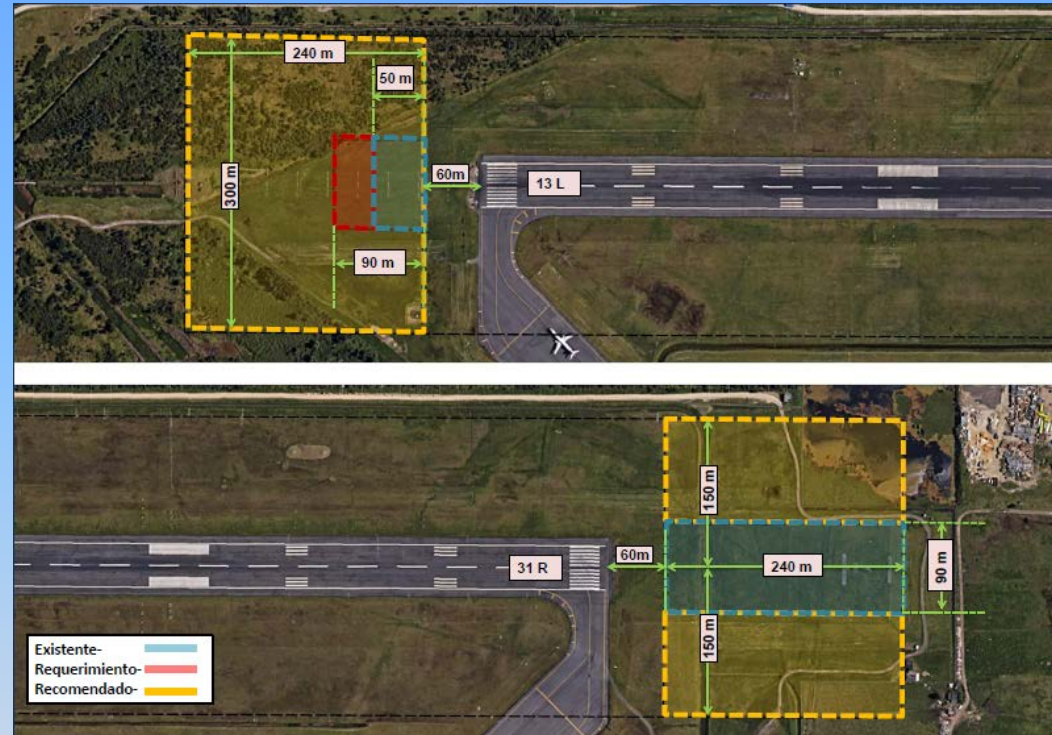 240 m
50 m
300 m
60m
13 L
90 m
150 m
60m
31 R
240 m
90 m
150 m
Existente-
Requerimiento-
Recomendado-